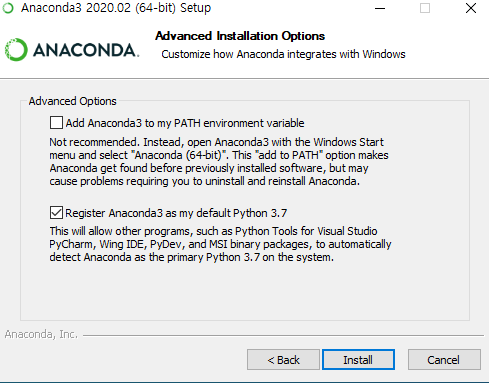 Anaconda3 2020.02 (64-bit) Setup
ANACONDA.
Advanced Installation Options
Customize how Anaconda integrates with Windows
Advanced Options
Add Anaconda3 to my PATH environment variable
Not recommended. Instead, open Anaconda3 with the Windows Start
menu and select "Anaconda (64-bit)". This "add to PATH" option makes
Anaconda get found before previously installed software, but may
cause problems requiring you to uninstall and reinstall Anaconda.
Register Anaconda3 as my default Python 3.7
This will allow other programs, such as Python Tools for Visual Studio
PyCharm, Wing IDE, PyDev, and MSI binary packages, to automatically
detect Anaconda as the primary Python 3.7 on the system.
Anaconda, Inc.
< Back Install Cancel